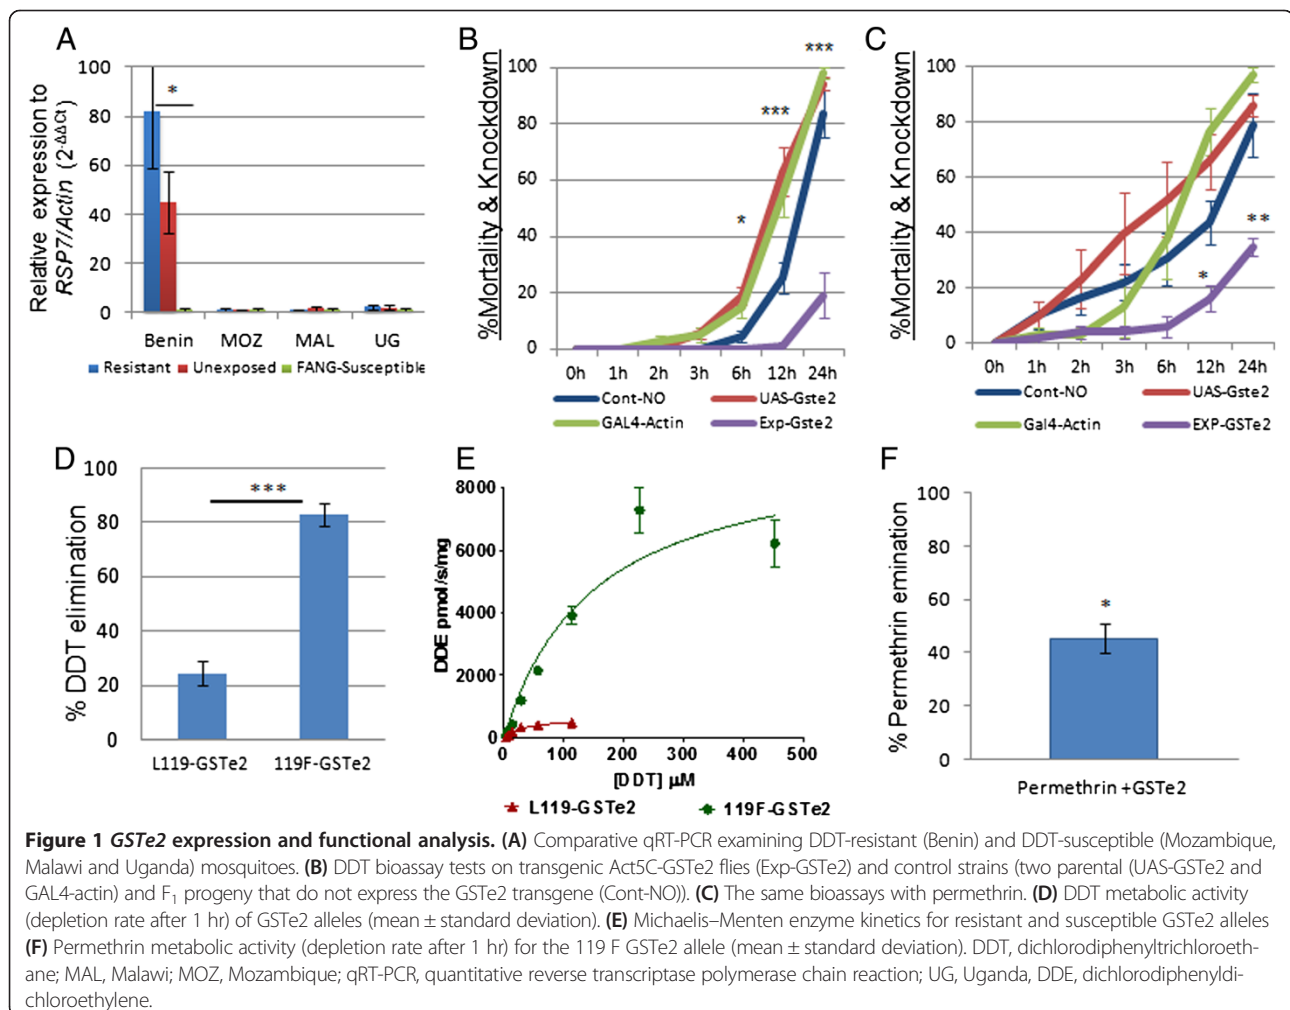 A
Relative expression to
RSP7/Actin (2-ΔΔCt)
100
80
60
40
20
0
*
Benin MOZ MAL UG
Resistant Unexposed FANG-Susceptible
B
%Mortality & Knockdown
100
80
60
40
20
0
*
***
***
0h 1h 2h 3h 6h 12h 24h
Cont-NO UAS-Gste2
GAL4-Actin Exp-Gste2
C
%Mortality & Knockdown
100
80
60
40
20
0
*
**
0h 1h 2h 3h 6h 12h 24h
Cont-NO UAS-Gste2
Gal4-Actin EXP-GSTe2
D
% DDT elimination
100
80
60
40
20
0
***
L119-GSTe2 119F-GSTe2
E
DDE pmol/s/mg
8000
6000
4000
2000
0
0 100 200 300 400 500
[DDT] µM
L119-GSTe2 119F-GSTe2
F
% Permethrin emination
100
80
60
40
20
0
*
Permethrin +GSTe2
Figure 1 GSTe2 expression and functional analysis. (A) Comparative qRT-PCR examining DDT-resistant (Benin) and DDT-susceptible (Mozambique,
Malawi and Uganda) mosquitoes. (B) DDT bioassay tests on transgenic Act5C-GSTe2 flies (Exp-GSTe2) and control strains (two parental (UAS-GSTe2 and
GAL4-actin) and F1 progeny that do not express the GSTe2 transgene (Cont-NO)). (C) The same bioassays with permethrin. (D) DDT metabolic activity
(depletion rate after 1 hr) of GSTe2 alleles (mean ± standard deviation). (E) Michaelis–Menten enzyme kinetics for resistant and susceptible GSTe2 alleles
(F) Permethrin metabolic activity (depletion rate after 1 hr) for the 119 F GSTe2 allele (mean ± standard deviation). DDT, dichlorodiphenyltrichloroeth-
ane; MAL, Malawi; MOZ, Mozambique; qRT-PCR, quantitative reverse transcriptase polymerase chain reaction; UG, Uganda, DDE, dichlorodiphenyldi-
chloroethylene.